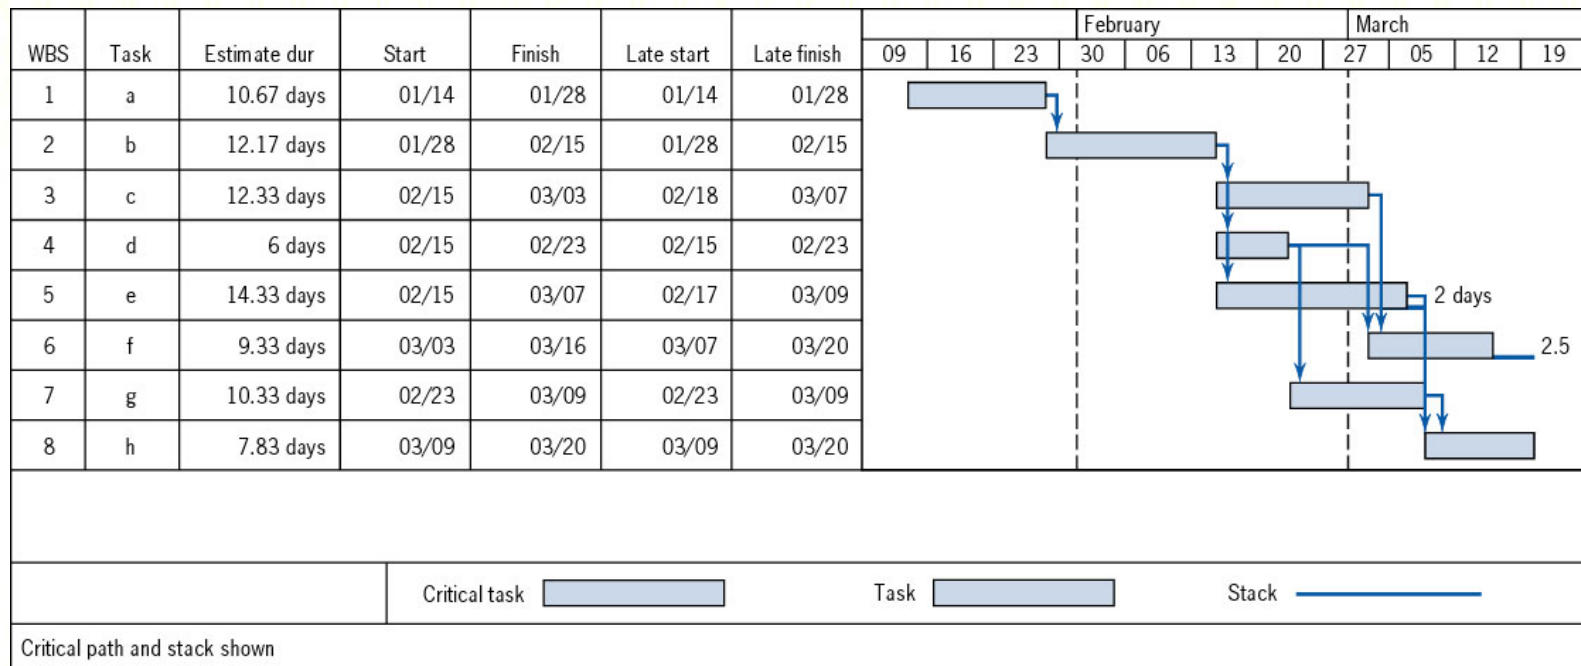 February March
WBS Task Estimate dur Start Finish Late start Late finish 09 16 23 30 06 13 20 27 05 12 19
1 a 10.67 days 01/14 01/28 01/14 01/28
2 b 12.17 days 01/28 02/15 01/28 02/15
3 c 12.33 days 02/15 03/03 02/18 03/07
4 d 6 days 02/15 02/23 02/15 02/23
5 e 14.33 days 02/15 03/07 02/17 03/09 2 days
6 f 9.33 days 03/03 03/16 03/07 03/20 2.5
7 g 10.33 days 02/23 03/09 02/23 03/09
8 h 7.83 days 03/09 03/20 03/09 03/20
Critical task Task Stack
Critical path and stack shown